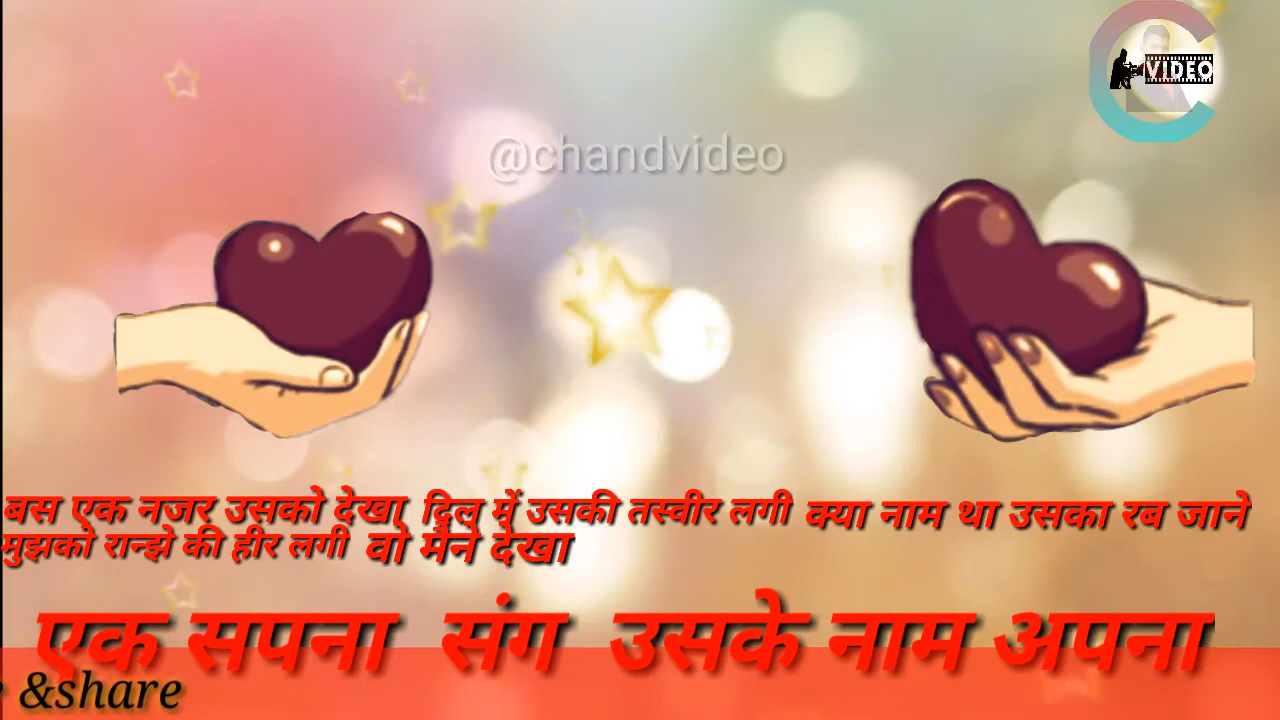 VIDEO
@chandvideo
बस एक नजर उसको देखा दिल में उसकी तस्वीर लगी क्या नाम था उसका रब जाने
मुझको रान्झे की हीर लगी वो मैंने देखा
एक सपना संग उसके नाम अपना
&share